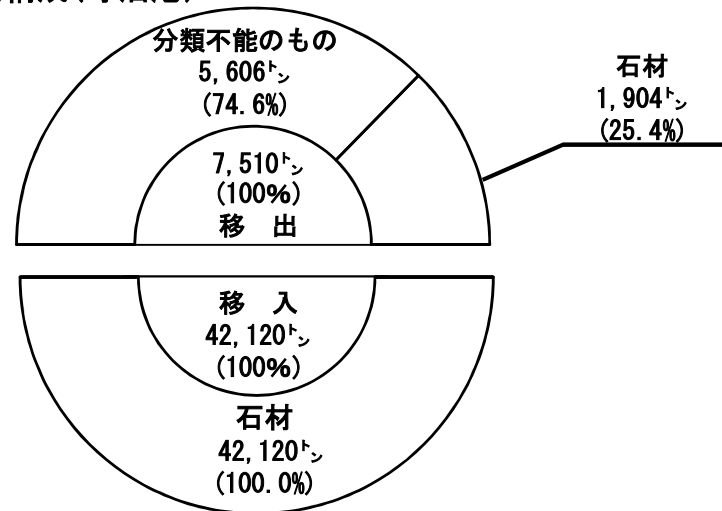 分類不能のもの
5,606㌧
(74.6%)
石材
1,904㌧
(25.4%)
7,510㌧
(100%)
移 出
移 入
42,120㌧
(100%)
石材
42,120㌧
(100.0%)